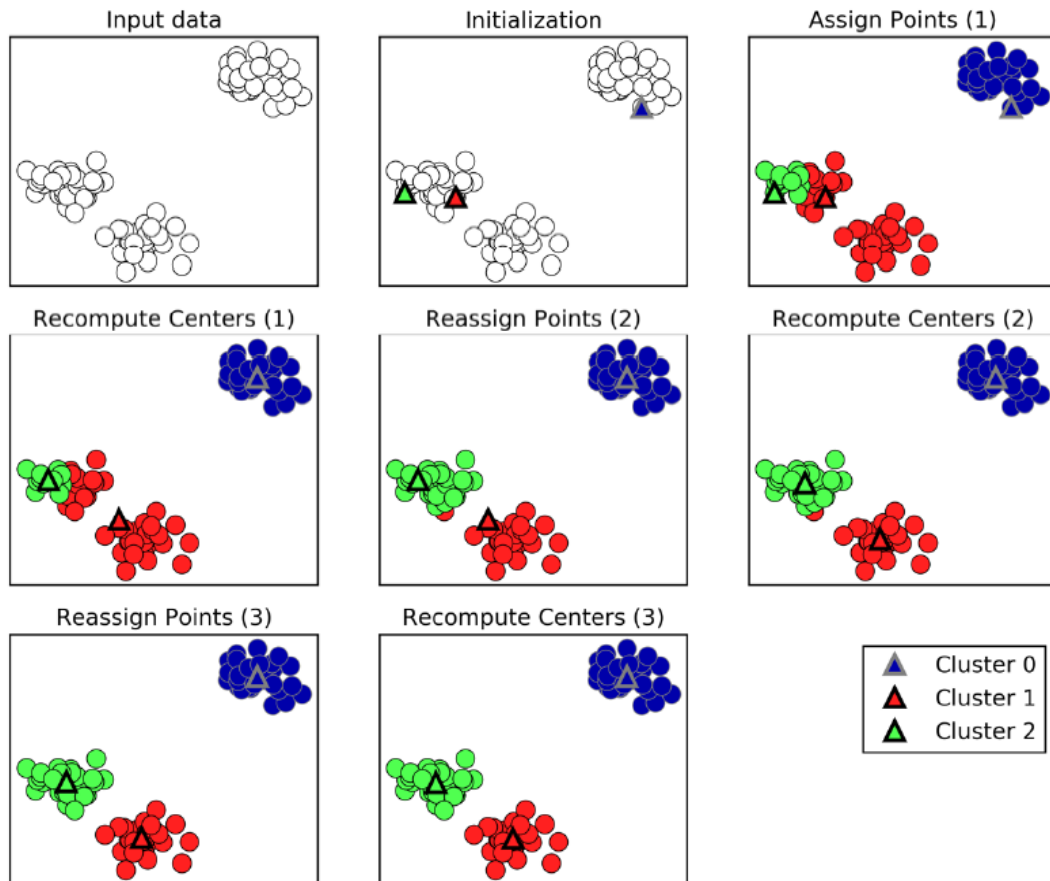 Input data
Initialization
Assign Points (1)
Recompute Centers (1)
Reassign Points (2)
Recompute Centers (2)
Reassign Points (3)
Recompute Centers (3)
Cluster 0
Cluster 1
Cluster 2